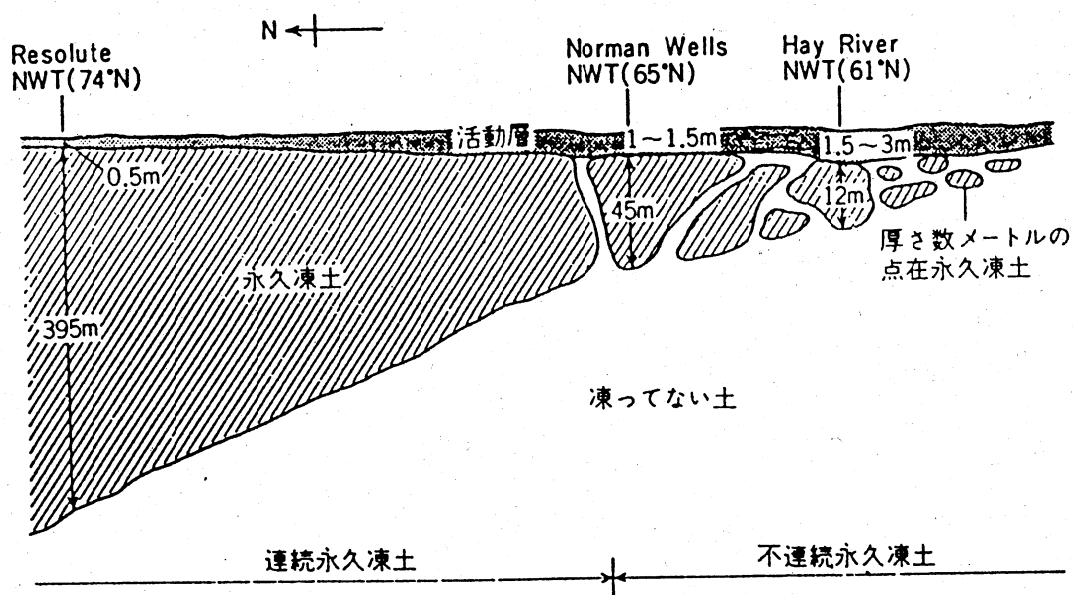 N
Resolute
NWT(74°N)
Norman Wells
NWT(65°N)
Hay River
NWT(61°N)
活動層
1～1.5m
1.5～3m
0.5m
45m
12m
厚さ数メートルの
点在永久凍土
永久凍土
395m
凍ってない土
連続永久凍土
不連続永久凍土